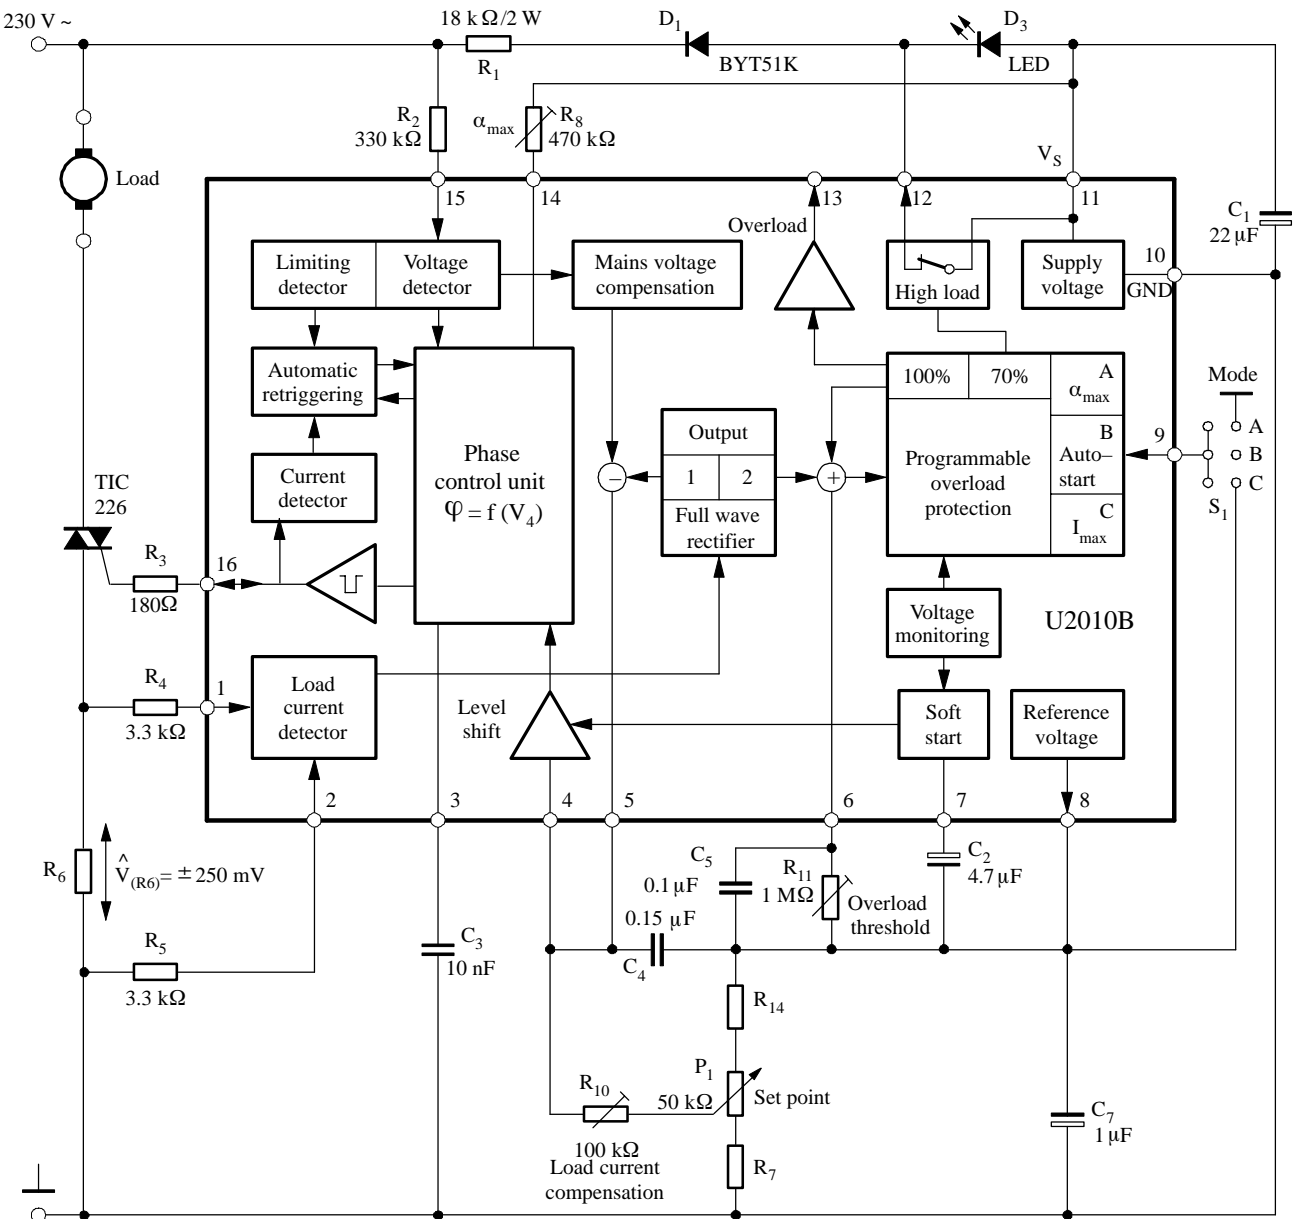 230 V ~
18 kΩ/2 W
R1
D1
BYT51K
D3
LED
R2
330 kΩ
αmax
R8
470 kΩ
VS
Load
15
14
13
12
11
C1
22 µF
Overload
Limiting
detector
Voltage
detector
Mains voltage
compensation
High load
Supply
voltage
10
GND
Automatic
retriggering
100%
70%
A
αmax
Mode
Phase
control unit
φ = f (V4)
Output
1
2
Full wave
rectifier
−
+
Programmable
overload
protection
B
Auto–
start
C
Imax
9
A
B
C
S1
Current
detector
TIC
226
R3
180Ω
16
Voltage
monitoring
U2010B
R4
3.3 kΩ
1
Load
current
detector
Level
shift
Soft
start
Reference
voltage
2
3
4
5
6
7
8
R6
V̂(R6)= ± 250 mV
C5
0.1 µF
R11
1 MΩ
Overload
threshold
C2
4.7 µF
0.15 µF
C4
R5
3.3 kΩ
C3
10 nF
R14
R10
100 kΩ
Load current
compensation
P1
50 kΩ
Set point
R7
C7
1 µF